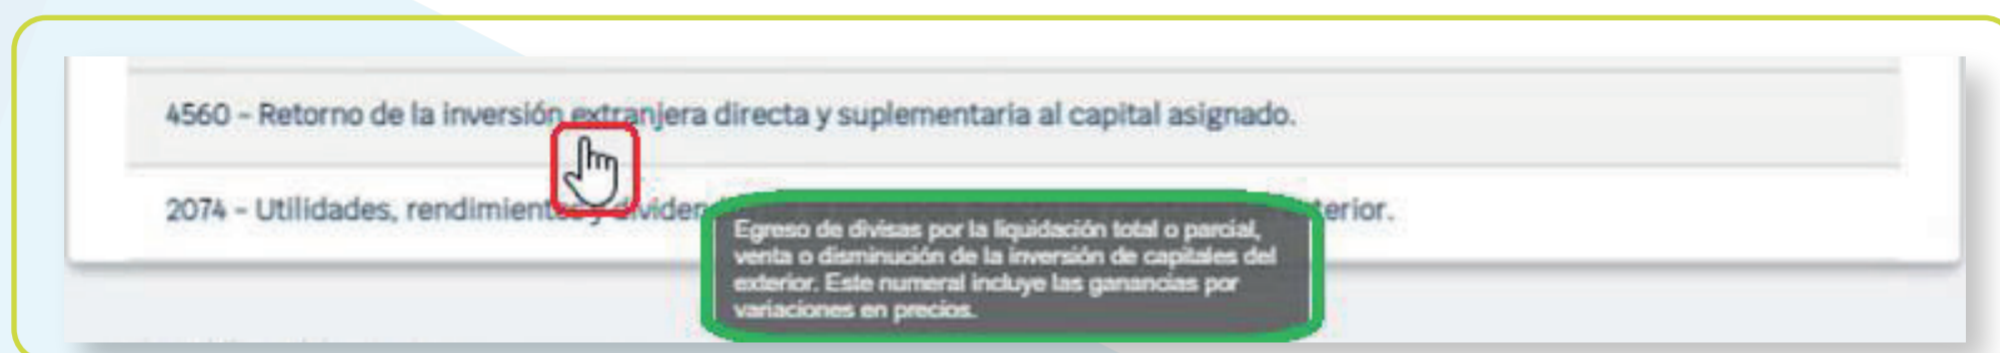 4560 – Retorno de la inversión extranjera directa y suplementaria al capital asignado.
2074 – Utilidades, rendimientos y dividen terior.
Egreso de divisas por la liquidación total o parcial,
venta o disminución de la inversión de capitales del
exterior. Este numeral incluye las ganancias por
variaciones en precios.